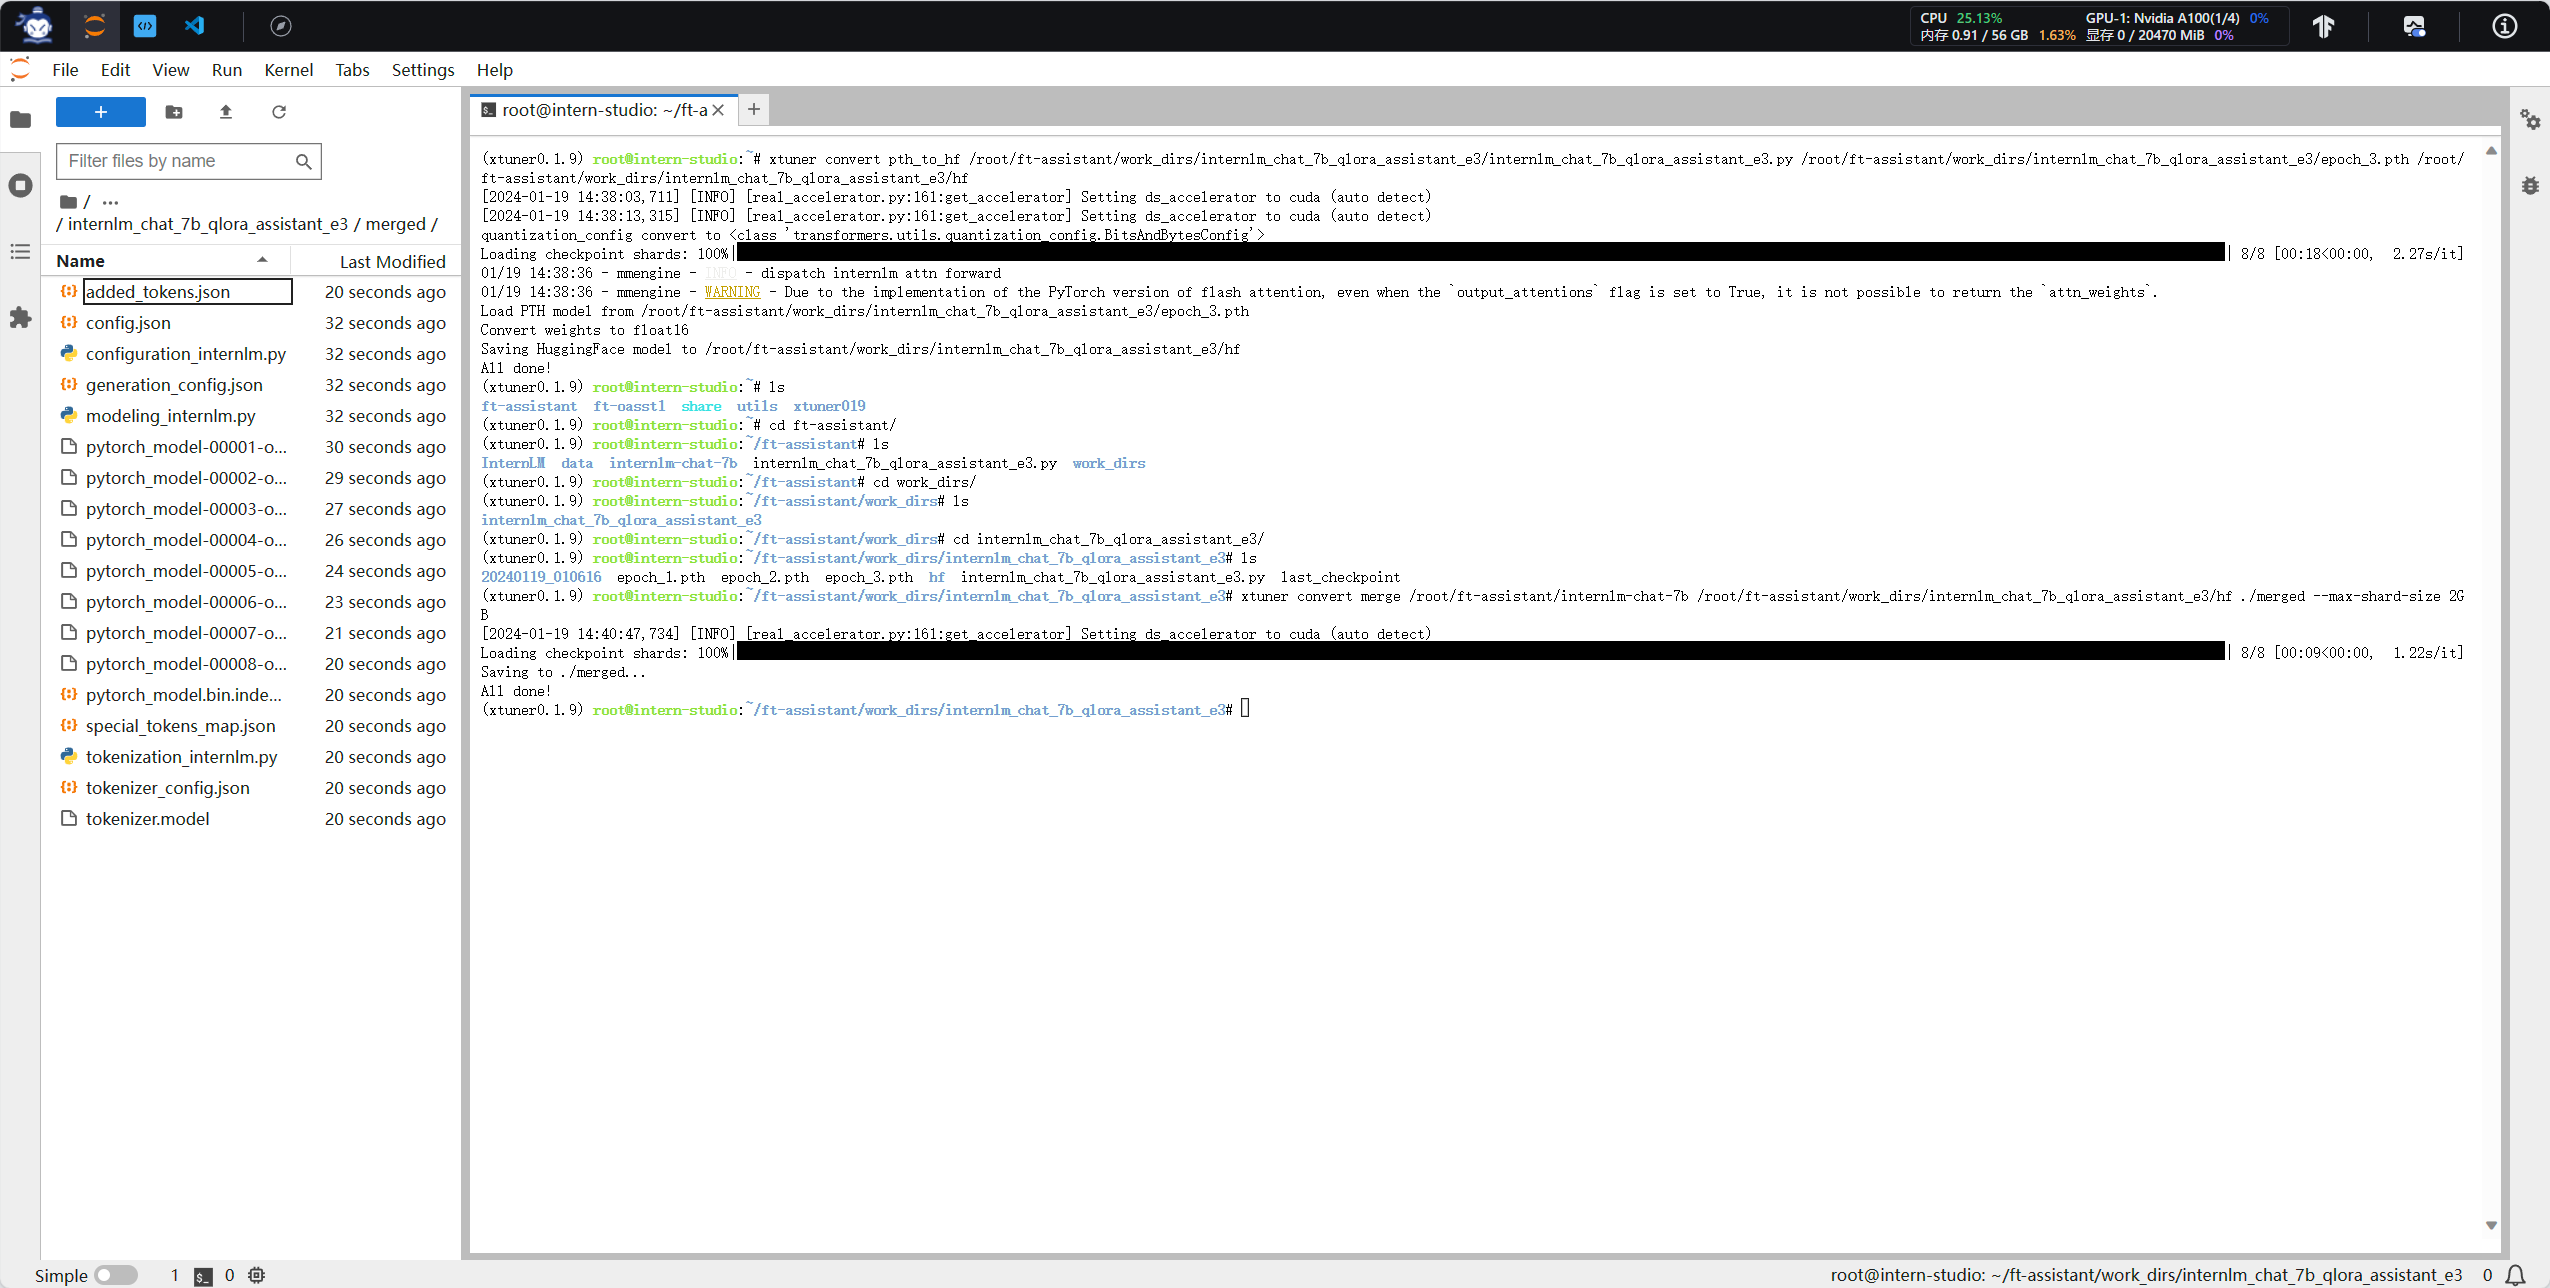 CPU 25.13% GPU-1: Nvidia A100(1/4) 0%
内存 0.91 / 56 GB 1.63% 显存 0 / 20470 MiB 0%
File Edit View Run Kernel Tabs Settings Help
root@intern-studio: ~/ft-a
Filter files by name
/ ...
/ internlm_chat_7b_qlora_assistant_e3 / merged /
Name Last Modified
added_tokens.json 20 seconds ago
config.json 32 seconds ago
configuration_internlm.py 32 seconds ago
generation_config.json 32 seconds ago
modeling_internlm.py 32 seconds ago
pytorch_model-00001-o... 30 seconds ago
pytorch_model-00002-o... 29 seconds ago
pytorch_model-00003-o... 27 seconds ago
pytorch_model-00004-o... 26 seconds ago
pytorch_model-00005-o... 24 seconds ago
pytorch_model-00006-o... 23 seconds ago
pytorch_model-00007-o... 21 seconds ago
pytorch_model-00008-o... 20 seconds ago
pytorch_model.bin.inde... 20 seconds ago
special_tokens_map.json 20 seconds ago
tokenization_internlm.py 20 seconds ago
tokenizer_config.json 20 seconds ago
tokenizer.model 20 seconds ago
(xtuner0.1.9) root@intern-studio:~# xtuner convert pth_to_hf /root/ft-assistant/work_dirs/internlm_chat_7b_qlora_assistant_e3/internlm_chat_7b_qlora_assistant_e3.py /root/ft-assistant/work_dirs/internlm_chat_7b_qlora_assistant_e3/epoch_3.pth /root/
ft-assistant/work_dirs/internlm_chat_7b_qlora_assistant_e3/hf
[2024-01-19 14:38:03,711] [INFO] [real_accelerator.py:161:get_accelerator] Setting ds_accelerator to cuda (auto detect)
[2024-01-19 14:38:13,315] [INFO] [real_accelerator.py:161:get_accelerator] Setting ds_accelerator to cuda (auto detect)
quantization_config convert to <class 'transformers.utils.quantization_config.BitsAndBytesConfig'>
Loading checkpoint shards: 100%| | 8/8 [00:18<00:00, 2.27s/it]
01/19 14:38:36 - mmengine - INFO - dispatch internlm attn forward
01/19 14:38:36 - mmengine - WARNING - Due to the implementation of the PyTorch version of flash attention, even when the `output_attentions` flag is set to True, it is not possible to return the `attn_weights`.
Load PTH model from /root/ft-assistant/work_dirs/internlm_chat_7b_qlora_assistant_e3/epoch_3.pth
Convert weights to float16
Saving HuggingFace model to /root/ft-assistant/work_dirs/internlm_chat_7b_qlora_assistant_e3/hf
All done!
(xtuner0.1.9) root@intern-studio:~# ls
ft-assistant ft-oasst1 share utils xtuner019
(xtuner0.1.9) root@intern-studio:~# cd ft-assistant/
(xtuner0.1.9) root@intern-studio:~/ft-assistant# ls
InternLM data internlm-chat-7b internlm_chat_7b_qlora_assistant_e3.py work_dirs
(xtuner0.1.9) root@intern-studio:~/ft-assistant# cd work_dirs/
(xtuner0.1.9) root@intern-studio:~/ft-assistant/work_dirs# ls
internlm_chat_7b_qlora_assistant_e3
(xtuner0.1.9) root@intern-studio:~/ft-assistant/work_dirs# cd internlm_chat_7b_qlora_assistant_e3/
(xtuner0.1.9) root@intern-studio:~/ft-assistant/work_dirs/internlm_chat_7b_qlora_assistant_e3# ls
20240119_010616 epoch_1.pth epoch_2.pth epoch_3.pth hf internlm_chat_7b_qlora_assistant_e3.py last_checkpoint
(xtuner0.1.9) root@intern-studio:~/ft-assistant/work_dirs/internlm_chat_7b_qlora_assistant_e3# xtuner convert merge /root/ft-assistant/internlm-chat-7b /root/ft-assistant/work_dirs/internlm_chat_7b_qlora_assistant_e3/hf ./merged --max-shard-size 2G
B
[2024-01-19 14:40:47,734] [INFO] [real_accelerator.py:161:get_accelerator] Setting ds_accelerator to cuda (auto detect)
Loading checkpoint shards: 100%| | 8/8 [00:09<00:00, 1.22s/it]
Saving to ./merged...
All done!
(xtuner0.1.9) root@intern-studio:~/ft-assistant/work_dirs/internlm_chat_7b_qlora_assistant_e3#
Simple 1 0 root@intern-studio: ~/ft-assistant/work_dirs/internlm_chat_7b_qlora_assistant_e3 0